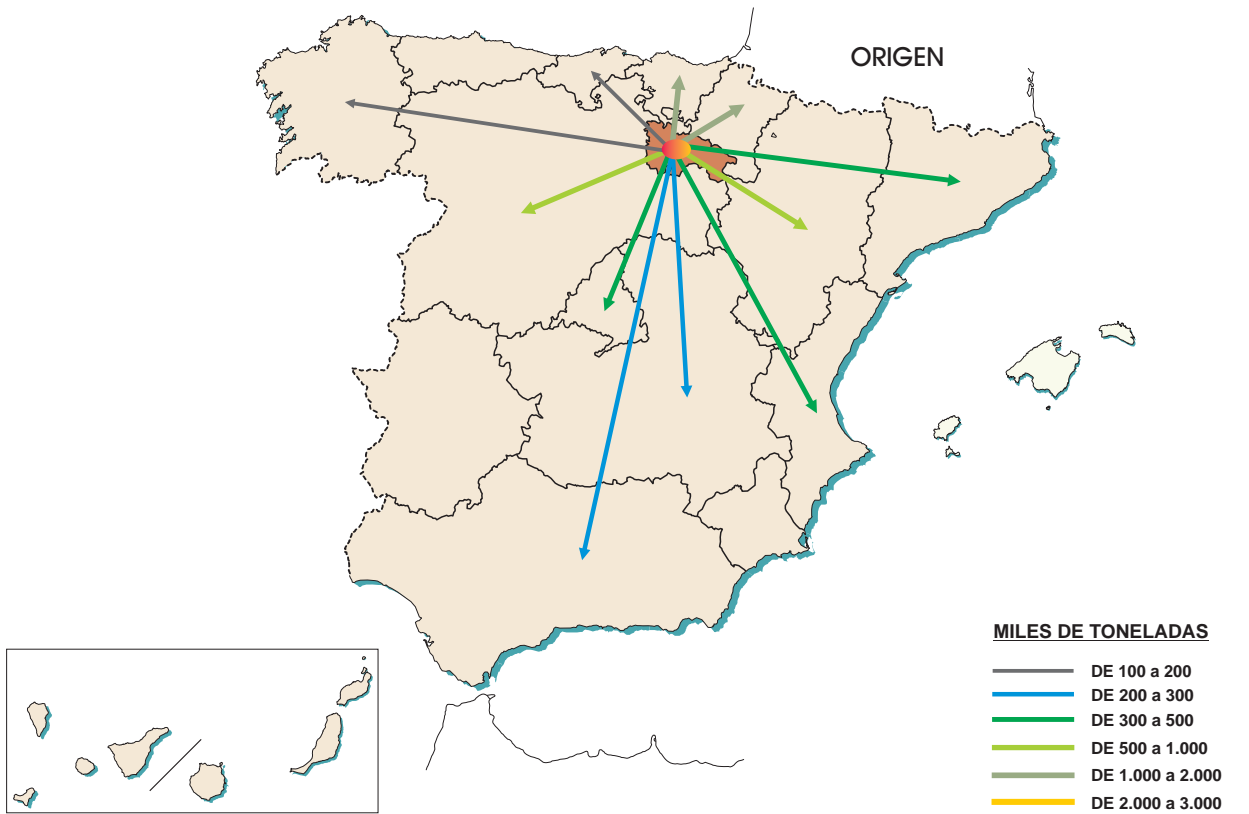 ORIGEN
MILES DE TONELADAS
DE 100 a 200
DE 200 a 300
DE 300 a 500
DE 500 a 1.000
DE 1.000 a 2.000
DE 2.000 a 3.000